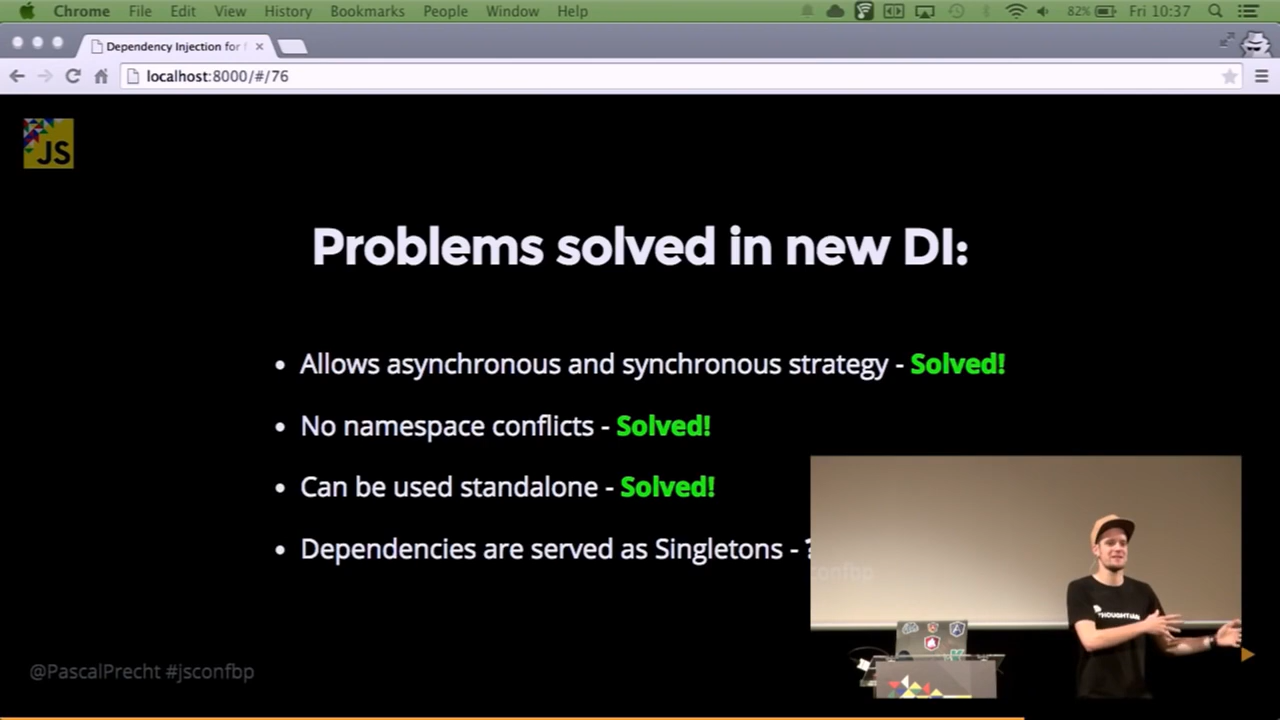 Chrome File Edit View History Bookmarks People Window Help 82% Fri 10:37
Dependency Injection for
localhost:8000/#/76
JS
Problems solved in new DI:
• Allows asynchronous and synchronous strategy - Solved!
• No namespace conflicts - Solved!
• Can be used standalone - Solved!
• Dependencies are served as Singletons - ?
@PascalPrecht #jsconfbp